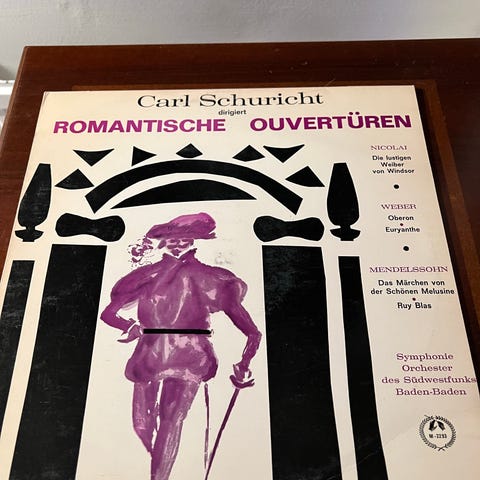 Carl Schuricht
dirigiert
ROMANTISCHE OUVERTÜREN
NICOLAI
Die lustigen
Weiber
von Windsor
WEBER
Oberon
Euryanthe
MENDELSSOHN
Das Märchen von
der Schönen Melusine
Ruy Blas
Symphonie
Orchester
des Südwestfunks
Baden-Baden
M-2293